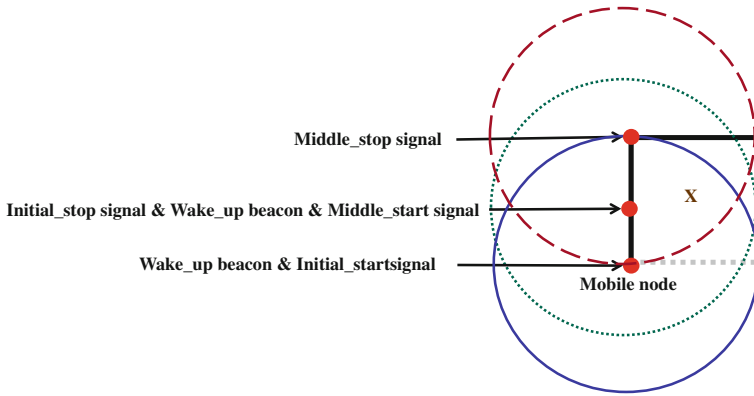 Middle_stop signal
X
Initial_stop signal & Wake_up beacon & Middle_start signal
Wake_up beacon & Initial_startsignal
Mobile node